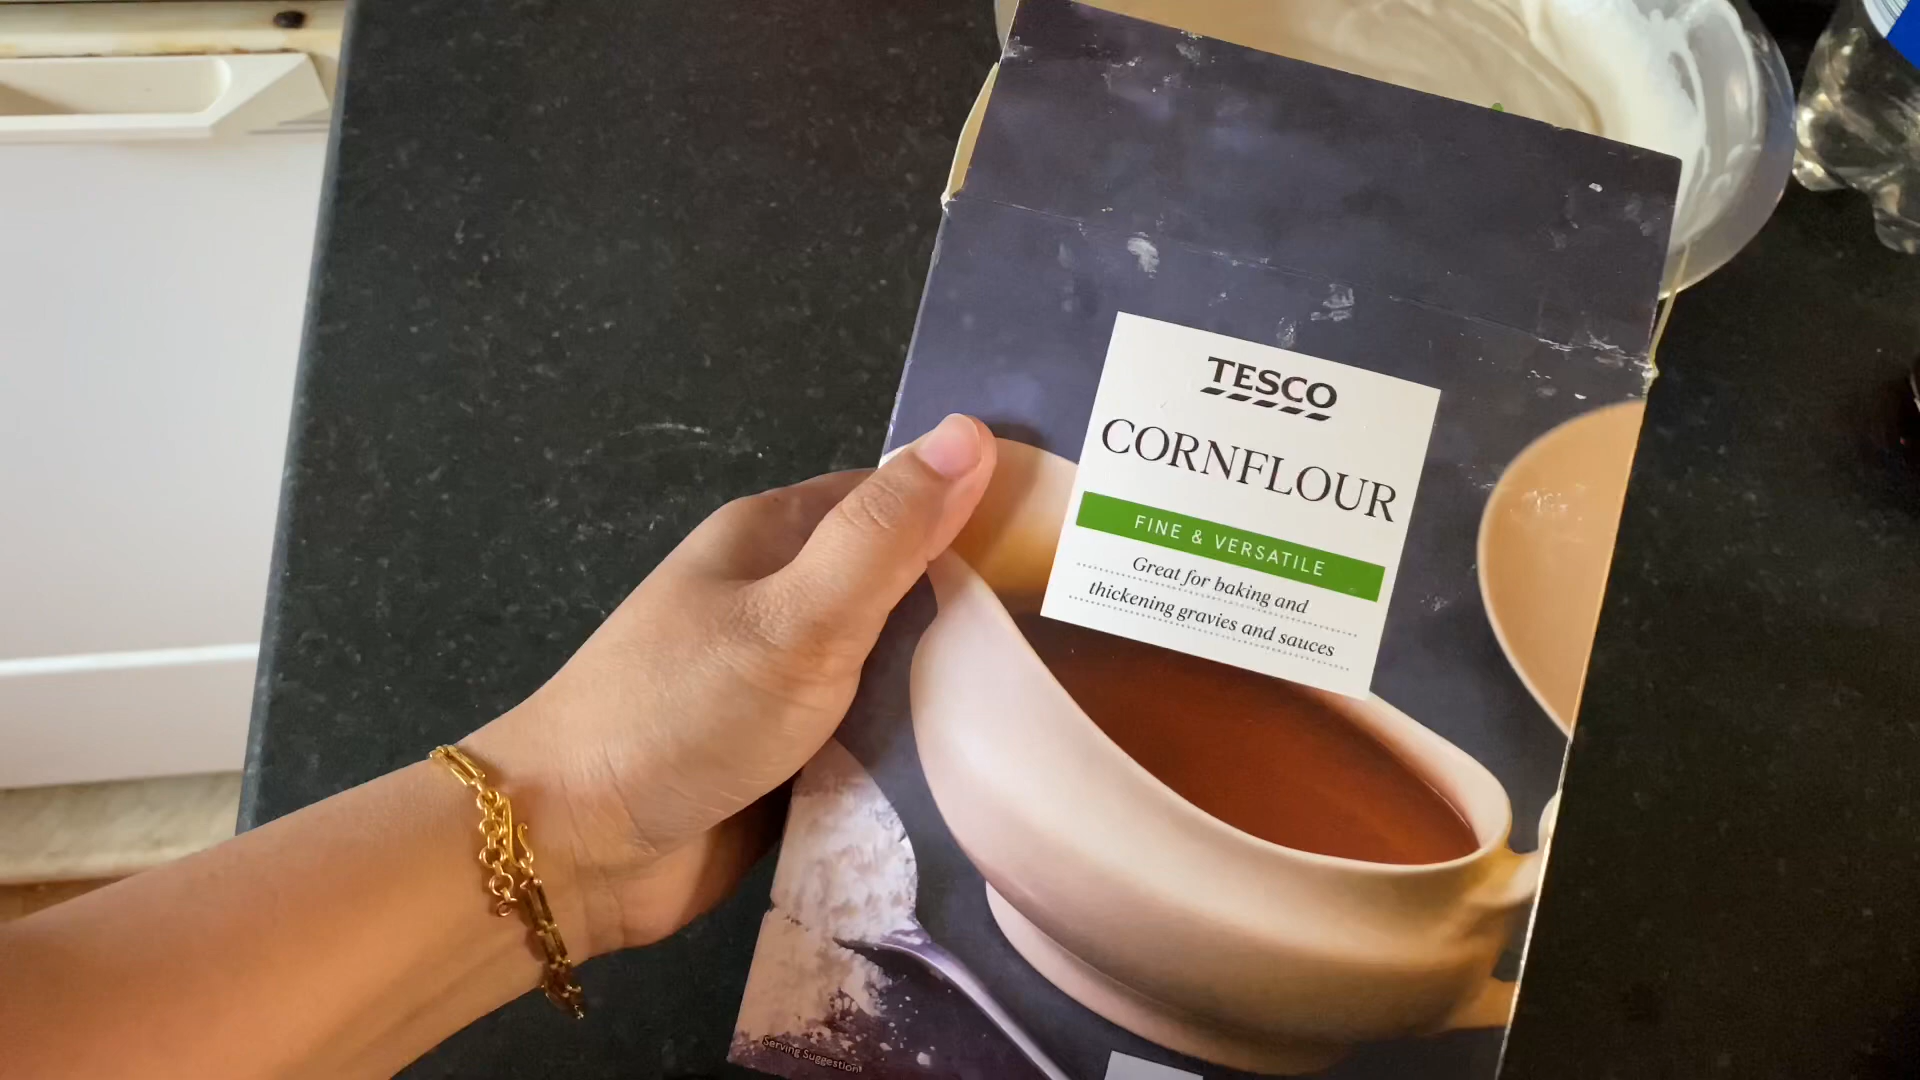 TESCO
CORNFLOUR
FINE & VERSATILE
Great for baking and
thickening gravies and sauces
Serving Suggestion